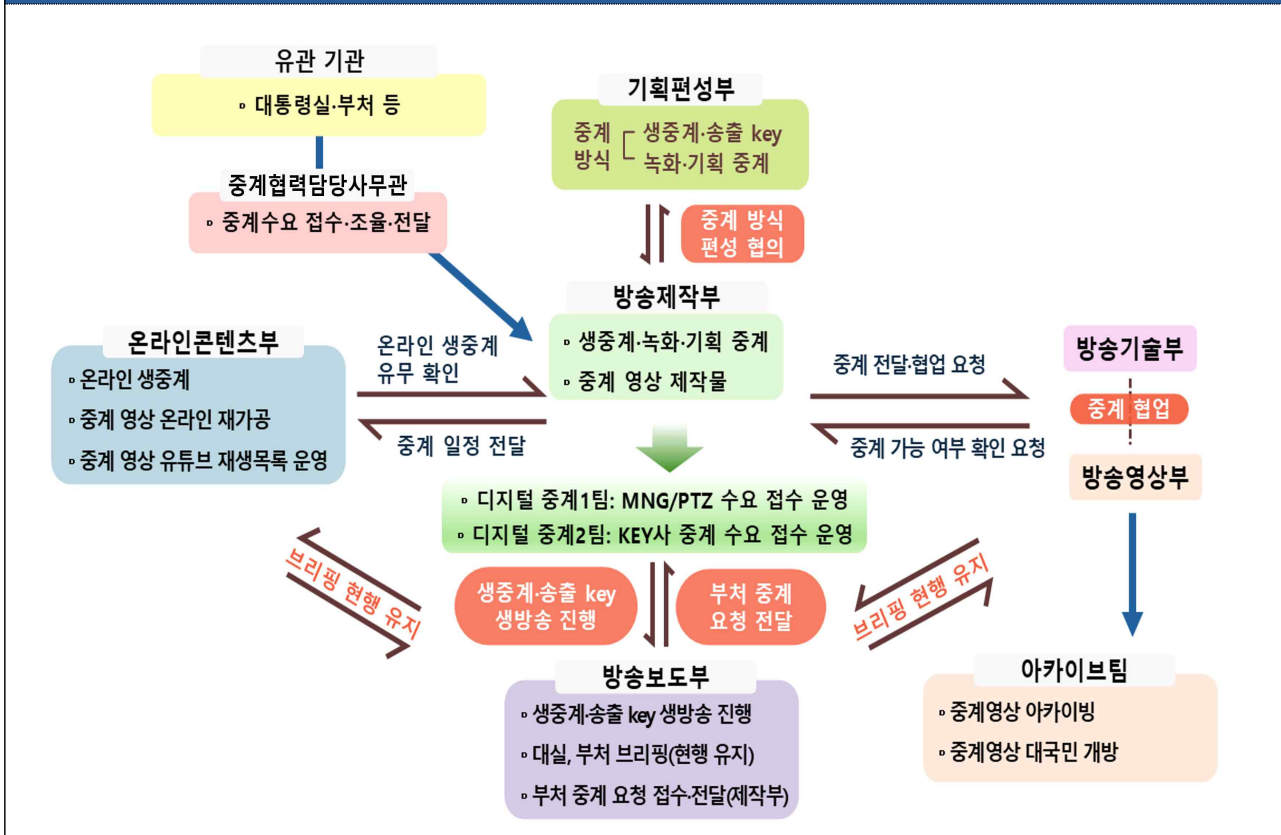 유관 기관
▫ 대통령실·부처 등
중계협력담당사무관
▫ 중계수요 접수·조율·전달
기획편성부
중계 방식
생중계·송출 key
녹화·기획 중계
중계 방식
편성 협의
방송제작부
▫ 생중계·녹화·기획 중계
▫ 중계 영상 제작물
온라인콘텐츠부
▫ 온라인 생중계
▫ 중계 영상 온라인 재가공
▫ 중계 영상 유튜브 재생목록 운영
온라인 생중계
유무 확인
중계 일정 전달
중계 전달·협업 요청
중계 가능 여부 확인 요청
방송기술부
중계 협업
방송영상부
▫ 디지털 중계1팀: MNG/PTZ 수요 접수 운영
▫ 디지털 중계2팀: KEY사 중계 수요 접수 운영
브리핑 현행 유지
생중계·송출 key
생방송 진행
부처 중계
요청 전달
브리핑 현행 유지
방송보도부
▫ 생중계·송출 key 생방송 진행
▫ 대실, 부처 브리핑(현행 유지)
▫ 부처 중계 요청 접수·전달(제작부)
아카이브팀
▫ 중계영상 아카이빙
▫ 중계영상 대국민 개방